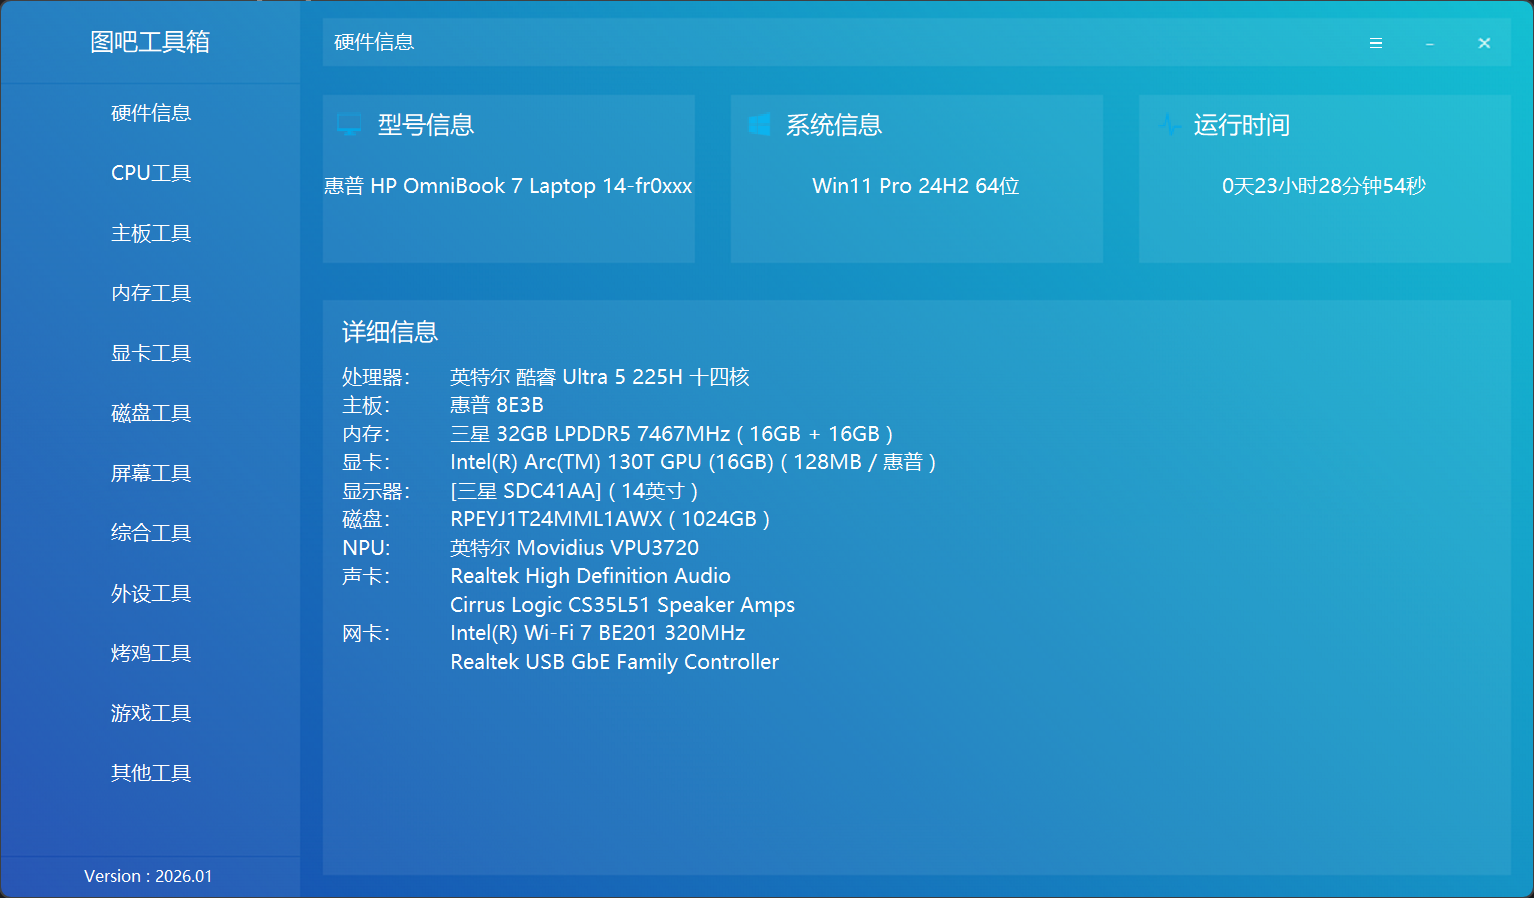 图吧工具箱
硬件信息
CPU工具
主板工具
内存工具
显卡工具
磁盘工具
屏幕工具
综合工具
外设工具
烤鸡工具
游戏工具
其他工具
Version : 2026.01
硬件信息
型号信息
惠普 HP OmniBook 7 Laptop 14-fr0xxx
系统信息
Win11 Pro 24H2 64位
运行时间
0天23小时28分钟54秒
详细信息
处理器： 英特尔 酷睿 Ultra 5 225H 十四核
主板： 惠普 8E3B
内存： 三星 32GB LPDDR5 7467MHz ( 16GB + 16GB )
显卡： Intel(R) Arc(TM) 130T GPU (16GB) ( 128MB / 惠普 )
显示器： [三星 SDC41AA] ( 14英寸 )
磁盘： RPEYJ1T24MML1AWX ( 1024GB )
NPU: 英特尔 Movidius VPU3720
声卡： Realtek High Definition Audio
Cirrus Logic CS35L51 Speaker Amps
网卡： Intel(R) Wi-Fi 7 BE201 320MHz
Realtek USB GbE Family Controller